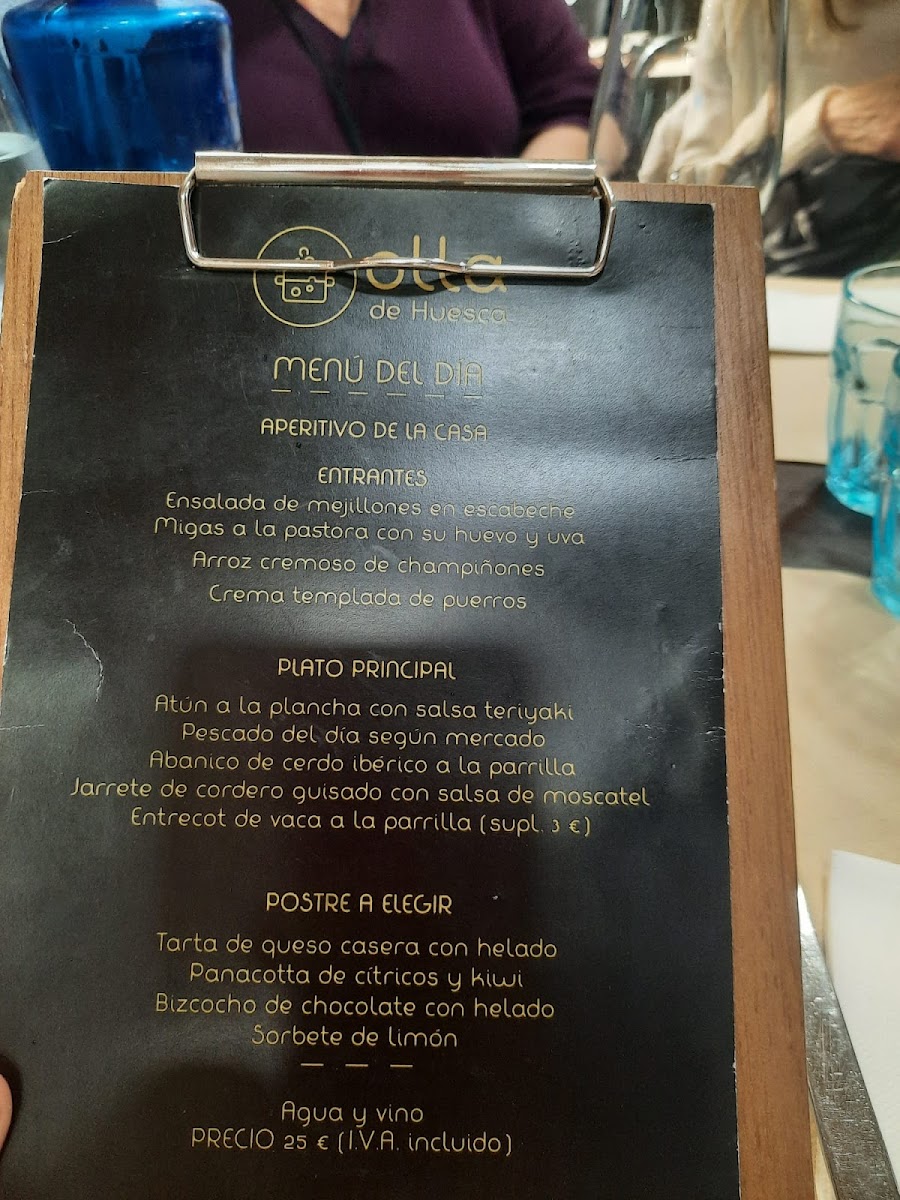 olla
de Huesca
MENÚ DEL DÍA
APERITIVO DE LA CASA
ENTRANTES
Ensalada de mejillones en escabeche
Migas a la pastora con su huevo y uva
Arroz cremoso de champiñones
Crema templada de puerros
PLATO PRINCIPAL
Atún a la plancha con salsa teriyaki
Pescado del día según mercado
Abanico de cerdo ibérico a la parrilla
Jarrete de cordero guisado con salsa de moscatel
Entrecot de vaca a la parrilla (supl. 3 €)
POSTRE A ELEGIR
Tarta de queso casera con helado
Panacotta de cítricos y kiwi
Bizcocho de chocolate con helado
Sorbete de limón
Agua y vino
PRECIO 25 € (I.V.A. incluido)